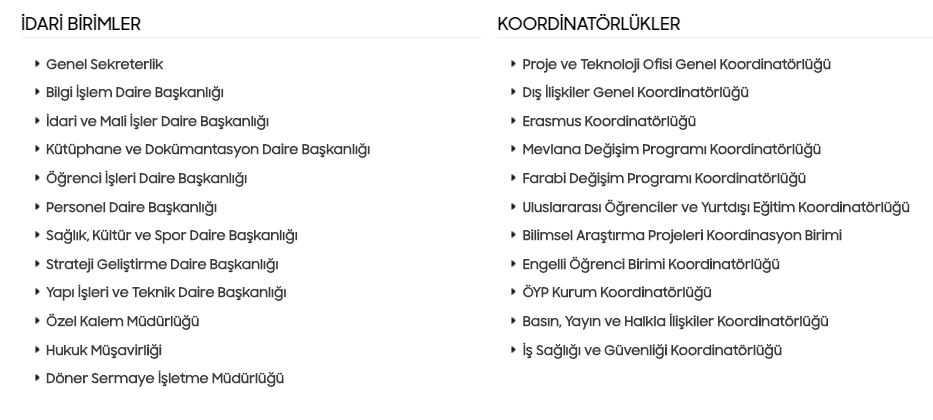 İDARİ BİRİMLER
Genel Sekreterlik
Bilgi İşlem Daire Başkanlığı
İdari ve Mali İşler Daire Başkanlığı
Kütüphane ve Dokümantasyon Daire Başkanlığı
Öğrenci İşleri Daire Başkanlığı
Personel Daire Başkanlığı
Sağlık, Kültür ve Spor Daire Başkanlığı
Strateji Geliştirme Daire Başkanlığı
Yapı İşleri ve Teknik Daire Başkanlığı
Özel Kalem Müdürlüğü
Hukuk Müşavirliği
Döner Sermaye İşletme Müdürlüğü
KOORDİNATÖRLÜKLER
Proje ve Teknoloji Ofisi Genel Koordinatörlüğü
Dış İlişkiler Genel Koordinatörlüğü
Erasmus Koordinatörlüğü
Mevlana Değişim Programı Koordinatörlüğü
Farabi Değişim Programı Koordinatörlüğü
Uluslararası Öğrenciler ve Yurtdışı Eğitim Koordinatörlüğü
Bilimsel Araştırma Projeleri Koordinasyon Birimi
Engelli Öğrenci Birimi Koordinatörlüğü
ÖYP Kurum Koordinatörlüğü
Basın, Yayın ve Halkla İlişkiler Koordinatörlüğü
İş Sağlığı ve Güvenliği Koordinatörlüğü